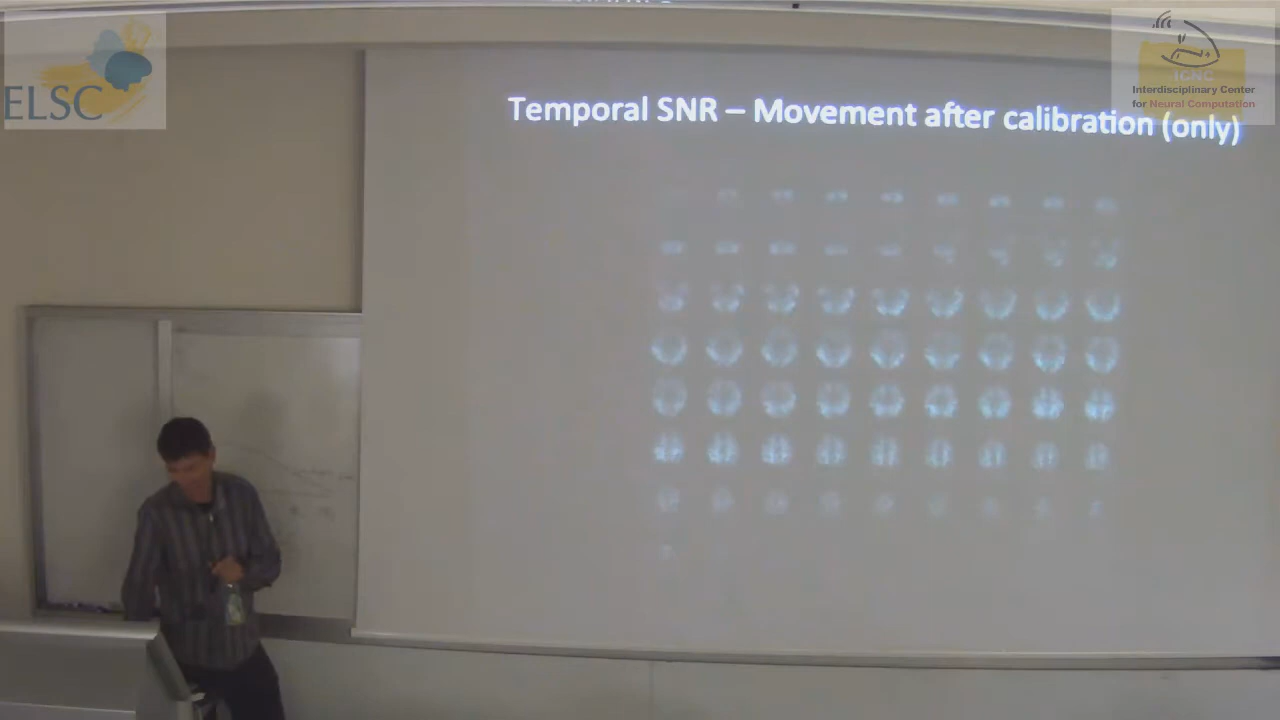 ELSC
ICNC
Interdisciplinary Center
for Neural Computation
Temporal SNR – Movement after calibration (only)